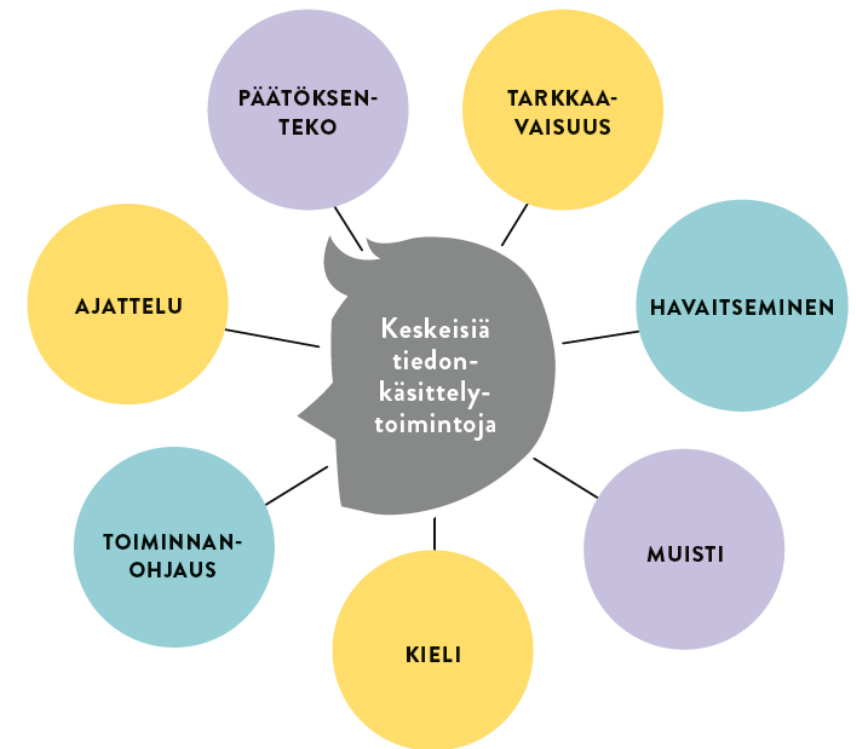 PÄÄTÖKSEN-
TEKO
TARKKAA-
VAISUUS
AJATTELU
HAVAITSEMINEN
Keskeisiä
tiedon-
käsittely-
toimintoja
TOIMINNAN-
OHJAUS
MUISTI
KIELI